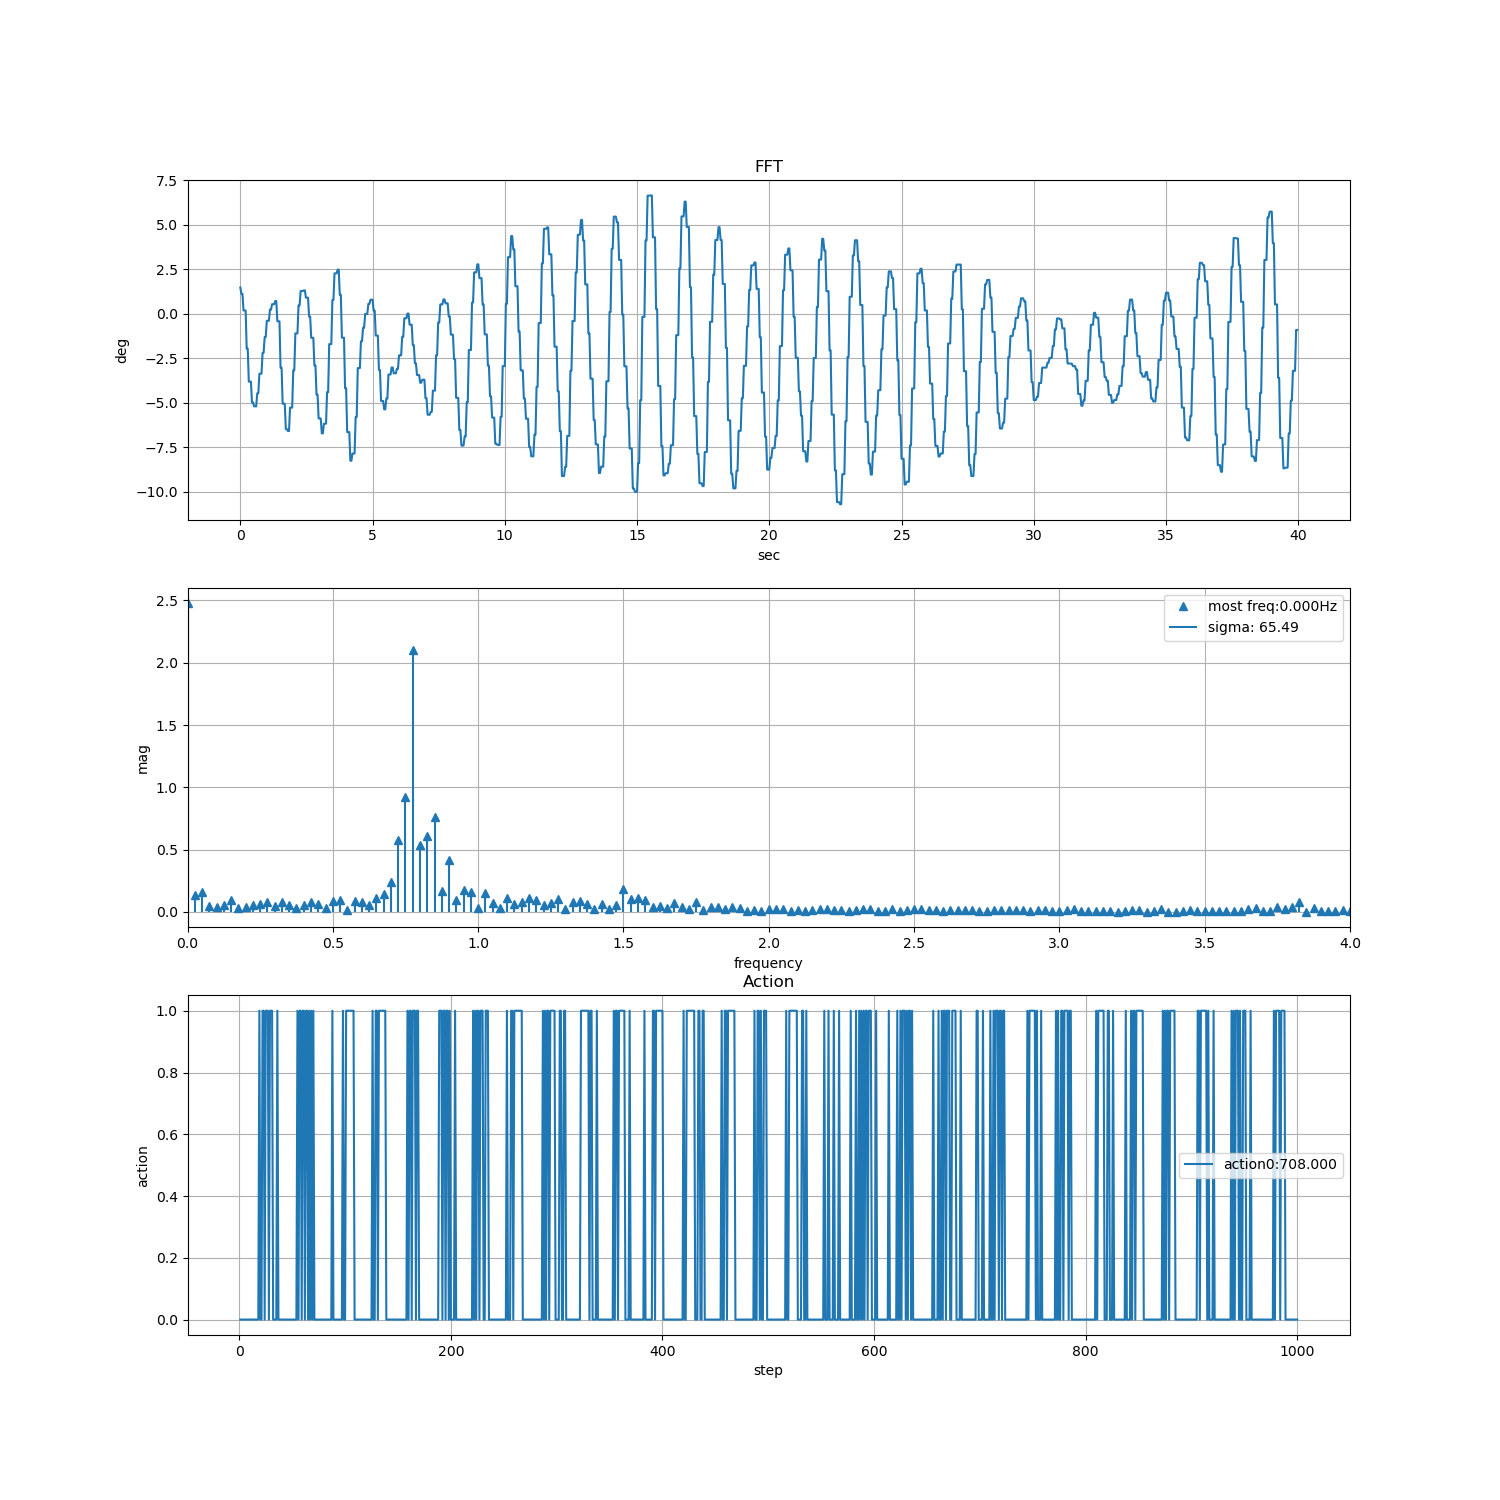 FFT
7.5
5.0
2.5
0.0
−2.5
−5.0
−7.5
−10.0
deg
0 5 10 15 20 25 30 35 40
sec
2.5
2.0
1.5
1.0
0.5
0.0
mag
most freq:0.000Hz
sigma: 65.49
0.0 0.5 1.0 1.5 2.0 2.5 3.0 3.5 4.0
frequency
Action
1.0
0.8
0.6
0.4
0.2
0.0
action
action0:708.000
0 200 400 600 800 1000
step